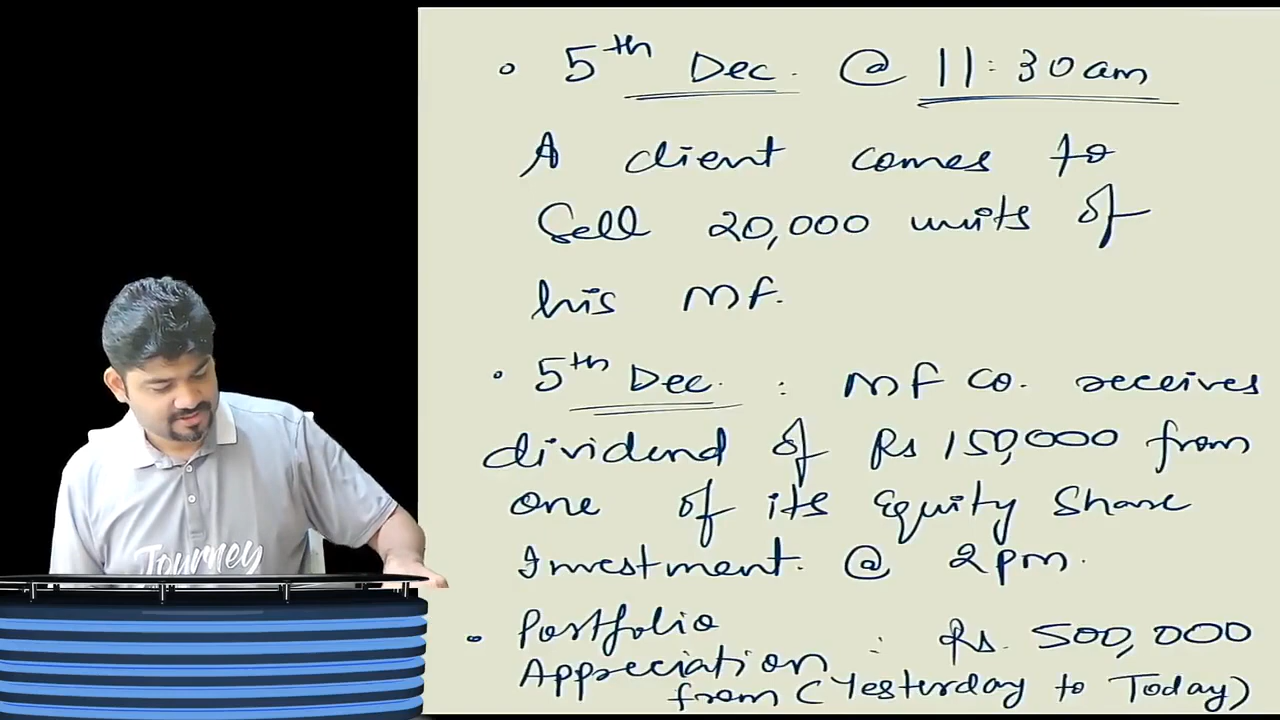 • 5th Dec. @ 11:30am
A client comes to
Sell 20,000 units of
his MF.
• 5th Dec. : MF Co. receives
dividend of Rs 150,000 from
one of its Equity Share
Investment. @ 2pm.
• Portfolio
Appreciation : Rs. 500,000
from (Yesterday to Today)
Journey